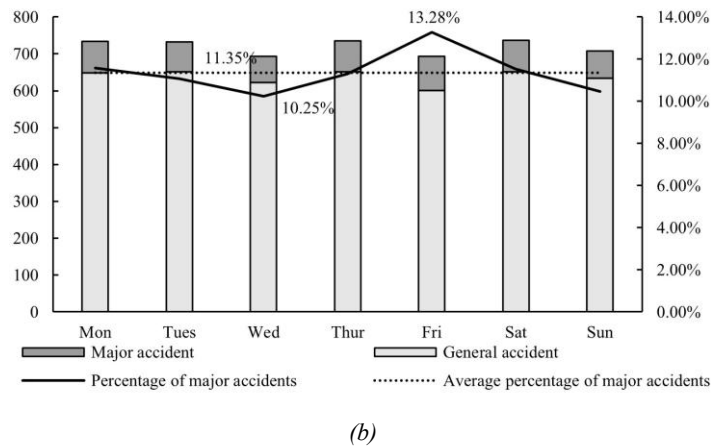 800 14.00%
700 13.28% 12.00%
600 11.35% 10.00%
500 10.25% 8.00%
400 6.00%
300 4.00%
200 2.00%
100 0.00%
0
Mon Tues Wed Thur Fri Sat Sun
Major accident General accident
Percentage of major accidents Average percentage of major accidents
(b)